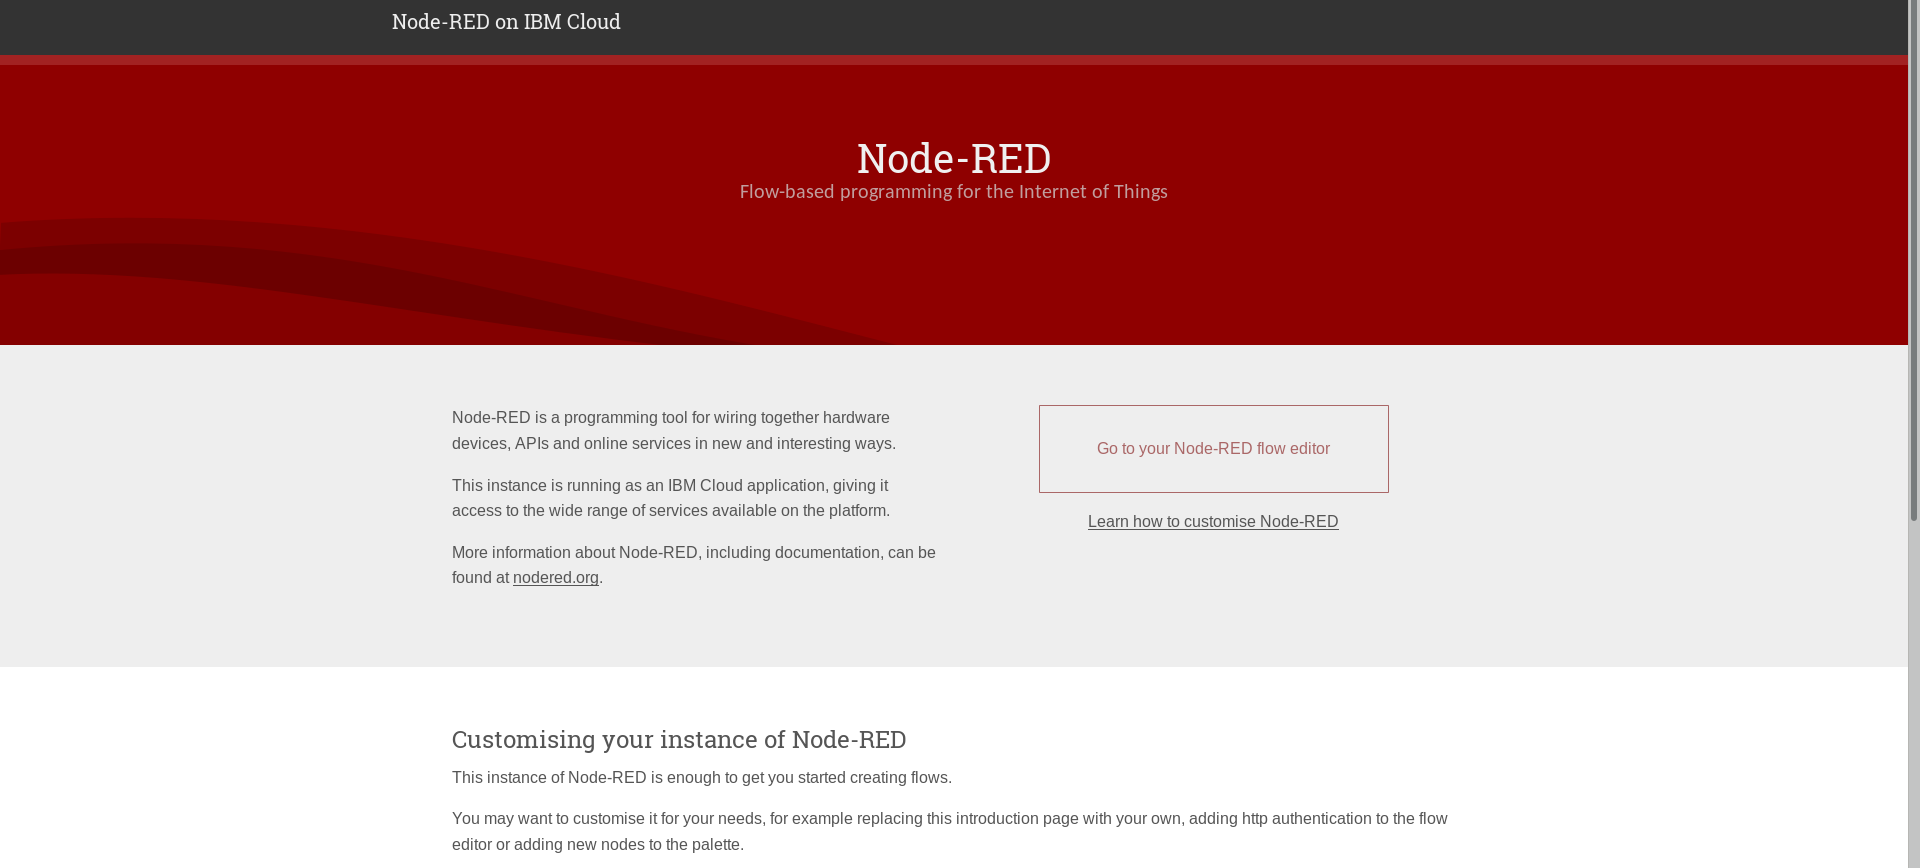 Node-RED on IBM Cloud
Node-RED
Flow-based programming for the Internet of Things
Node-RED is a programming tool for wiring together hardware
devices, APIs and online services in new and interesting ways.
This instance is running as an IBM Cloud application, giving it
access to the wide range of services available on the platform.
More information about Node-RED, including documentation, can be
found at nodered.org.
Go to your Node-RED flow editor
Learn how to customise Node-RED
Customising your instance of Node-RED
This instance of Node-RED is enough to get you started creating flows.
You may want to customise it for your needs, for example replacing this introduction page with your own, adding http authentication to the flow
editor or adding new nodes to the palette.